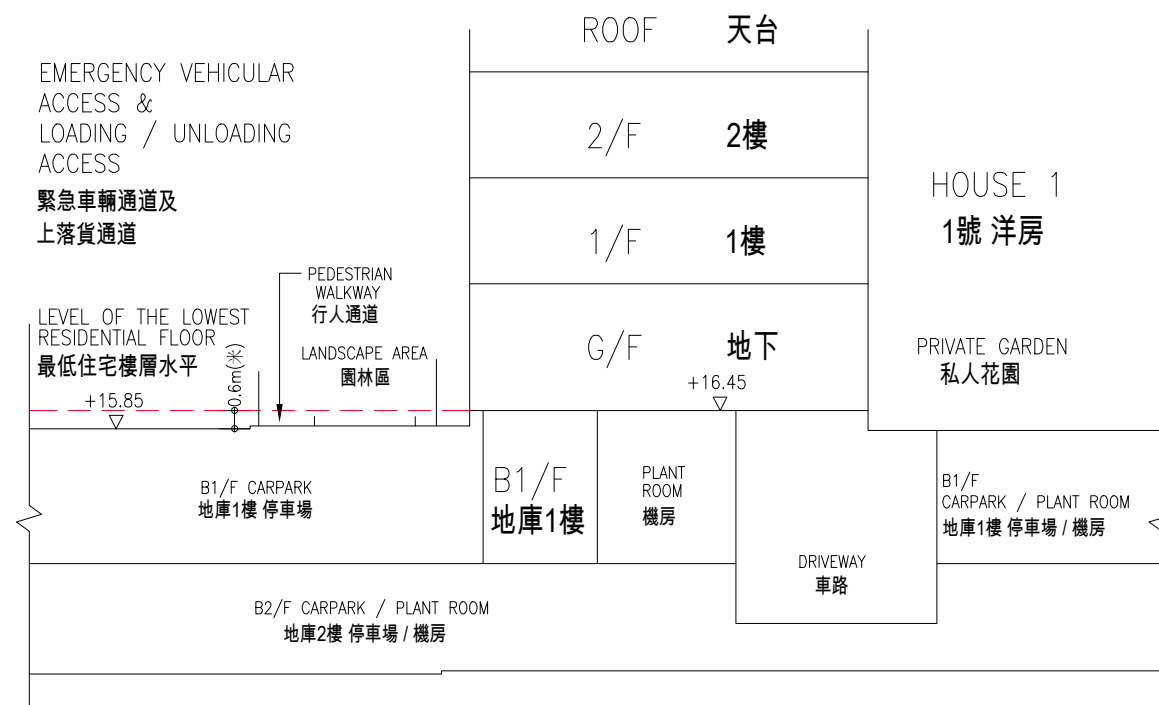 ROOF 天台
EMERGENCY VEHICULAR
ACCESS &
LOADING / UNLOADING
ACCESS
緊急車輛通道及
上落貨通道
2/F 2樓
HOUSE 1
1號 洋房
1/F 1樓
PEDESTRIAN
WALKWAY
行人通道
LEVEL OF THE LOWEST
RESIDENTIAL FLOOR
最低住宅樓層水平
+15.85
0.6m(米)
LANDSCAPE AREA
園林區
G/F 地下
+16.45
PRIVATE GARDEN
私人花園
B1/F CARPARK
地庫1樓 停車場
B1/F
地庫1樓
PLANT
ROOM
機房
B1/F
CARPARK / PLANT ROOM
地庫1樓 停車場 / 機房
DRIVEWAY
車路
B2/F CARPARK / PLANT ROOM
地庫2樓 停車場 / 機房